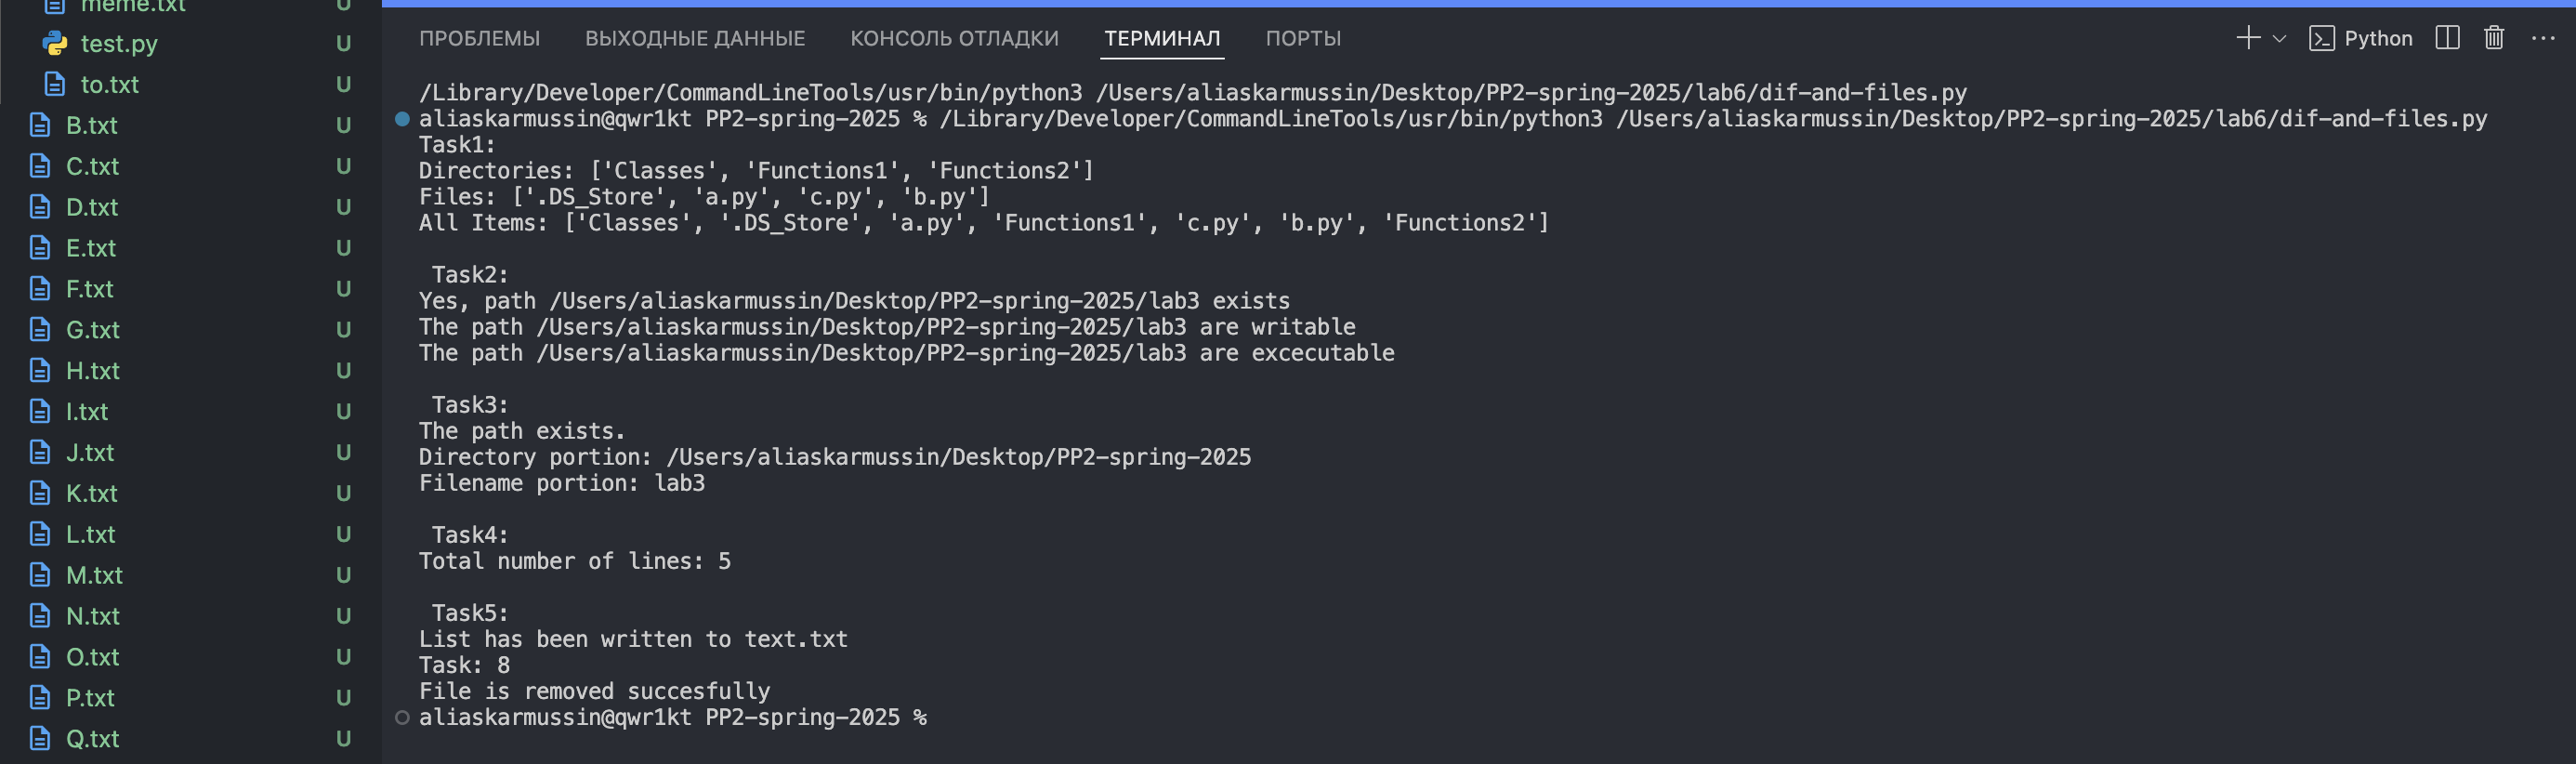 meme.txt U
test.py U
to.txt U
B.txt U
C.txt U
D.txt U
E.txt U
F.txt U
G.txt U
H.txt U
I.txt U
J.txt U
K.txt U
L.txt U
M.txt U
N.txt U
O.txt U
P.txt U
Q.txt U
ПРОБЛЕМЫ ВЫХОДНЫЕ ДАННЫЕ КОНСОЛЬ ОТЛАДКИ ТЕРМИНАЛ ПОРТЫ Python
/Library/Developer/CommandLineTools/usr/bin/python3 /Users/aliaskarmussin/Desktop/PP2-spring-2025/lab6/dif-and-files.py
aliaskarmussin@qwr1kt PP2-spring-2025 % /Library/Developer/CommandLineTools/usr/bin/python3 /Users/aliaskarmussin/Desktop/PP2-spring-2025/lab6/dif-and-files.py
Task1:
Directories: ['Classes', 'Functions1', 'Functions2']
Files: ['.DS_Store', 'a.py', 'c.py', 'b.py']
All Items: ['Classes', '.DS_Store', 'a.py', 'Functions1', 'c.py', 'b.py', 'Functions2']
Task2:
Yes, path /Users/aliaskarmussin/Desktop/PP2-spring-2025/lab3 exists
The path /Users/aliaskarmussin/Desktop/PP2-spring-2025/lab3 are writable
The path /Users/aliaskarmussin/Desktop/PP2-spring-2025/lab3 are excecutable
Task3:
The path exists.
Directory portion: /Users/aliaskarmussin/Desktop/PP2-spring-2025
Filename portion: lab3
Task4:
Total number of lines: 5
Task5:
List has been written to text.txt
Task: 8
File is removed succesfully
aliaskarmussin@qwr1kt PP2-spring-2025 %